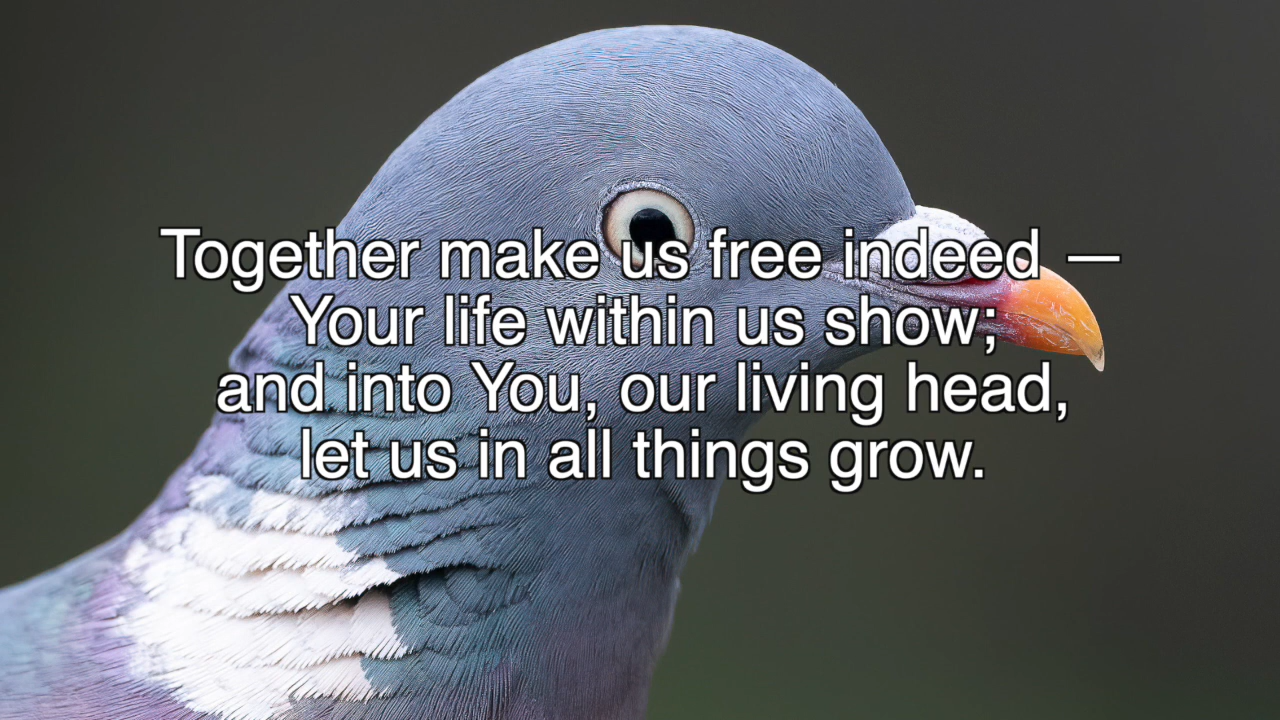 Together make us free indeed —
Your life within us show;
and into You, our living head,
let us in all things grow.